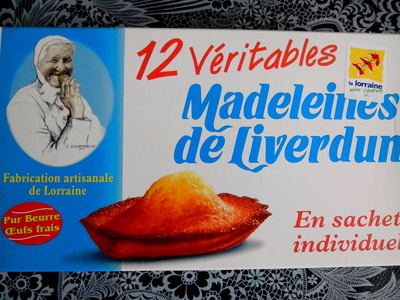 12 Véritables
Madeleines
de Liverdun
la lorraine
Fabrication artisanale
de Lorraine
Pur Beurre
Œufs frais
En sachet
individuel